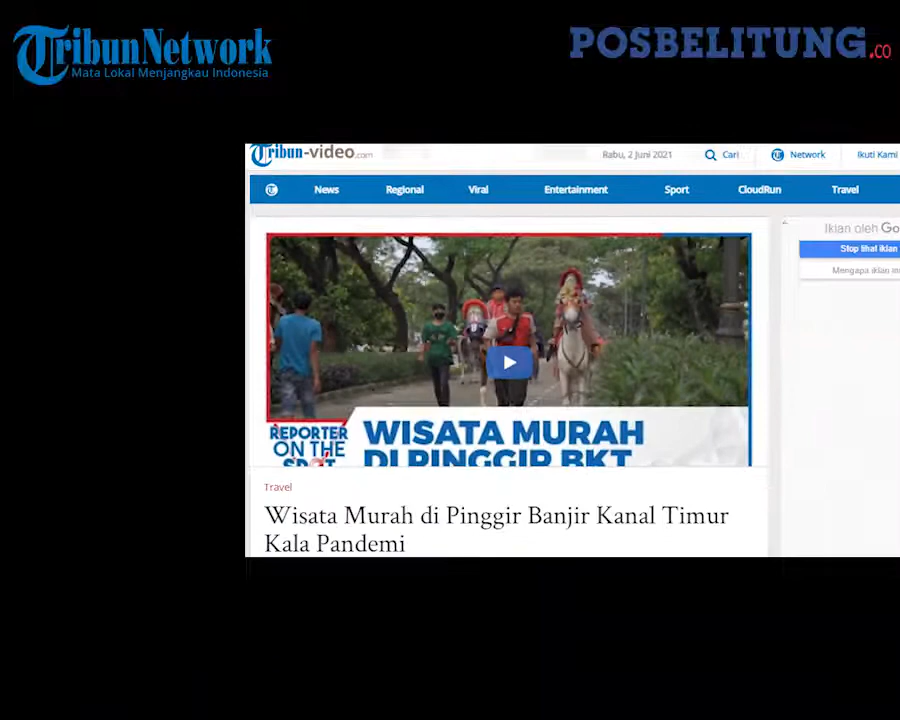 TribunNetwork
Mata Lokal Menjangkau Indonesia
POSBELITUNG.CO
Tribun-video.com
Rabu, 2 Juni 2021
Cari
Network
Ikuti Kami
News
Regional
Viral
Entertainment
Sport
CloudRun
Travel
Iklan oleh Go
Stop lihat iklan
Mengapa iklan in
REPORTER
ON THE
SPOT
WISATA MURAH
DI PINGGIR BKT
Travel
Wisata Murah di Pinggir Banjir Kanal Timur
Kala Pandemi